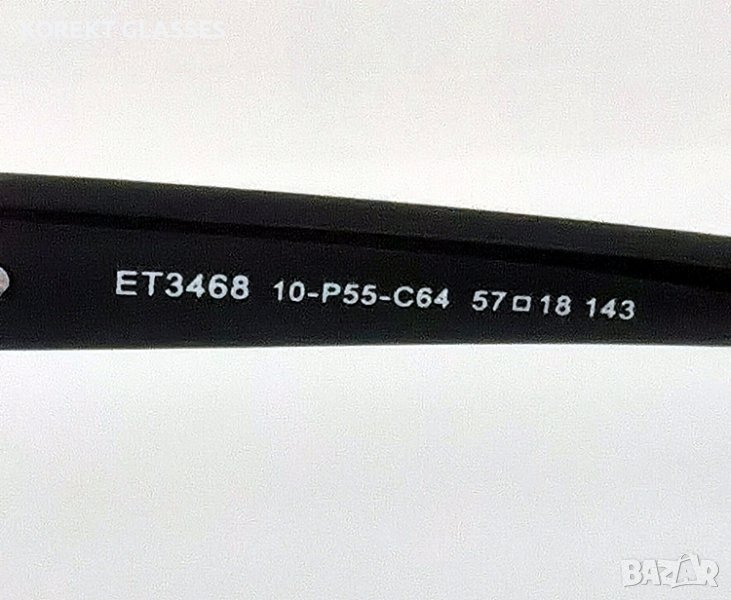 KOREKT GLASSES
ET3468 10-P55-C64 57□18 143
BAZAR